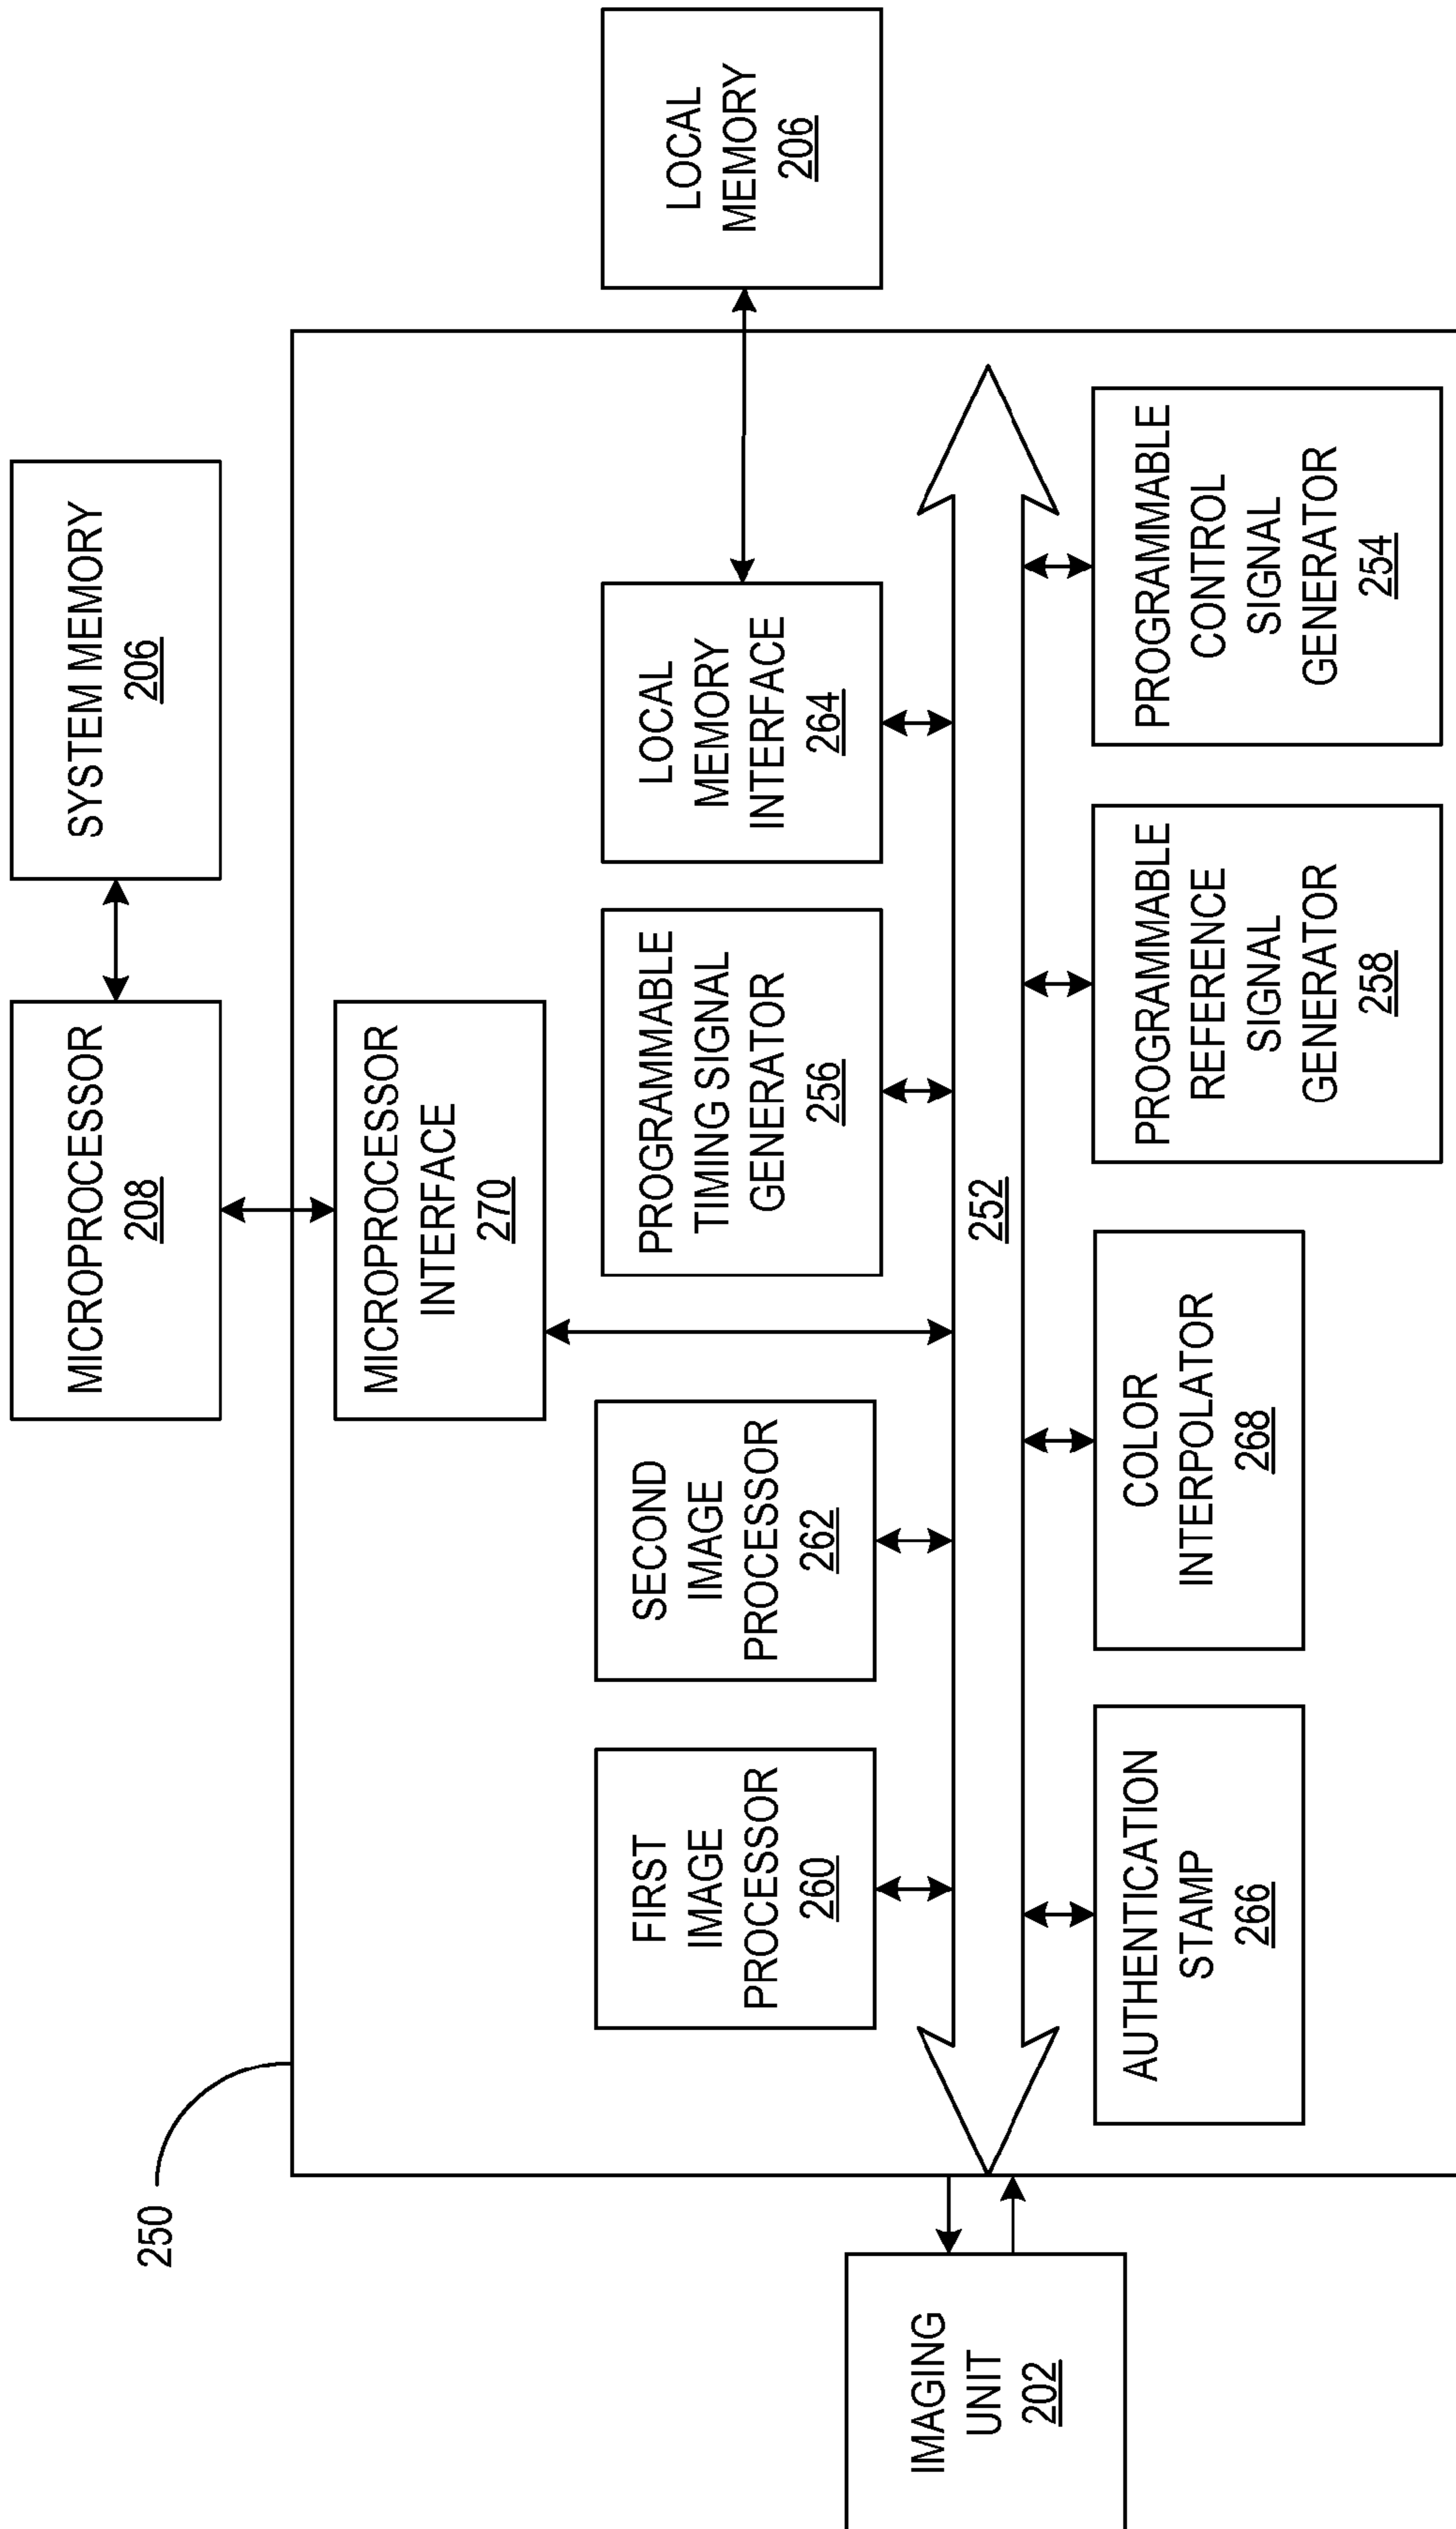 250
MICROPROCESSOR
208
SYSTEM MEMORY
206
MICROPROCESSOR
INTERFACE
270
IMAGING
UNIT
202
FIRST
IMAGE
PROCESSOR
260
SECOND
IMAGE
PROCESSOR
262
PROGRAMMABLE
TIMING SIGNAL
GENERATOR
256
LOCAL
MEMORY
INTERFACE
264
LOCAL
MEMORY
206
252
AUTHENTICATION
STAMP
266
COLOR
INTERPOLATOR
268
PROGRAMMABLE
REFERENCE
SIGNAL
GENERATOR
258
PROGRAMMABLE
CONTROL
SIGNAL
GENERATOR
254